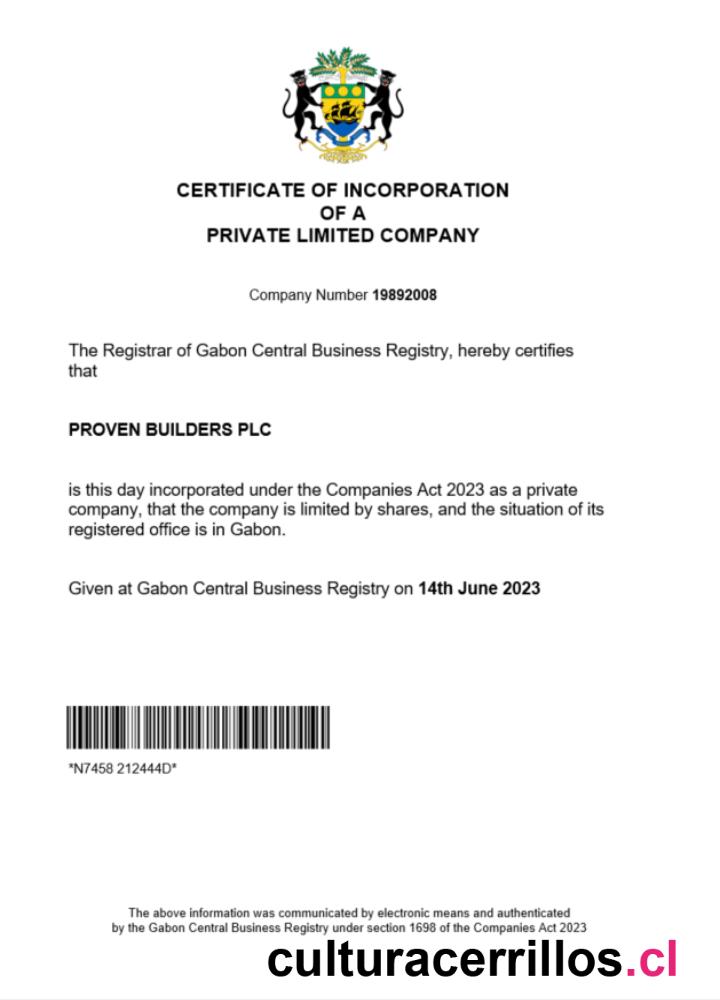 CERTIFICATE OF INCORPORATION
OF A
PRIVATE LIMITED COMPANY
Company Number 19892008
The Registrar of Gabon Central Business Registry, hereby certifies
that
PROVEN BUILDERS PLC
is this day incorporated under the Companies Act 2023 as a private
company, that the company is limited by shares, and the situation of its
registered office is in Gabon.
Given at Gabon Central Business Registry on 14th June 2023
*N7458 212444D*
The above information was communicated by electronic means and authenticated
by the Gabon Central Business Registry under section 1698 of the Companies Act 2023
culturacerrillos.cl